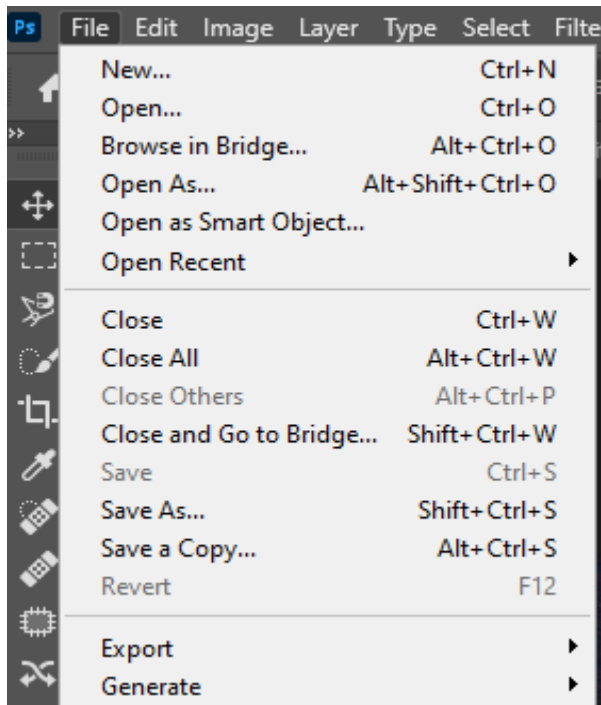 Ps File Edit Image Layer Type Select Filte
New... Ctrl+N
Open... Ctrl+O
Browse in Bridge... Alt+Ctrl+O
Open As... Alt+Shift+Ctrl+O
Open as Smart Object...
Open Recent
Close Ctrl+W
Close All Alt+Ctrl+W
Close Others Alt+Ctrl+P
Close and Go to Bridge... Shift+Ctrl+W
Save Ctrl+S
Save As... Shift+Ctrl+S
Save a Copy... Alt+Ctrl+S
Revert F12
Export
Generate